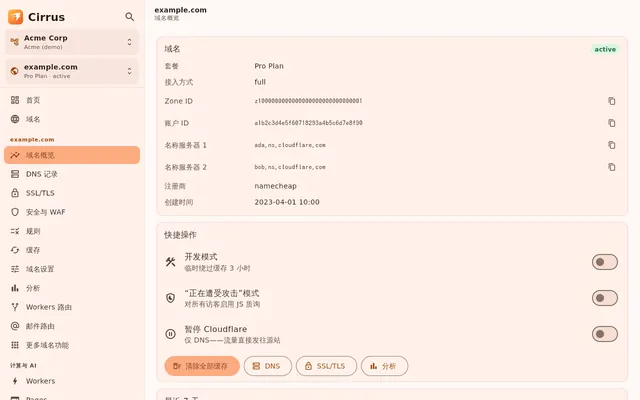 Cirrus
Acme Corp
Acme (demo)
example.com
Pro Plan · active
首页
域名
example.com
域名概览
DNS 记录
SSL/TLS
安全与 WAF
规则
缓存
域名设置
分析
Workers 路由
邮件路由
更多域名功能
计算与 AI
Workers
Pages
example.com
域名概览
域名
active
套餐 Pro Plan
接入方式 full
Zone ID z1000000000000000000000000000001
账户 ID a1b2c3d4e5f60718293a4b5c6d7e8f90
名称服务器 1 ada.ns.cloudflare.com
名称服务器 2 bob.ns.cloudflare.com
注册商 namecheap
创建时间 2023-04-01 10:00
快捷操作
开发模式
临时绕过缓存 3 小时
“正在遭受攻击”模式
对所有访客启用 JS 质询
暂停 Cloudflare
仅 DNS——流量直接发往源站
清除全部缓存 DNS SSL/TLS 分析
最近 7 天